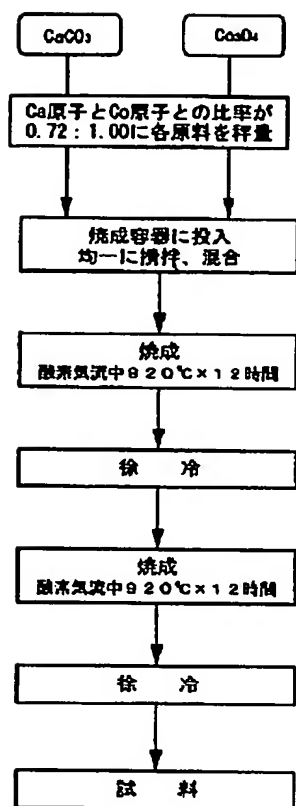 CaCO₃
Co₃O₄
Ca原子とCo原子との比率が
0.72：1.00に各原料を秤量
焼成容器に投入
均一に攪拌、混合
焼成
酸素気流中920℃×12時間
徐 冷
焼成
酸素気流中920℃×12時間
徐 冷
試 料